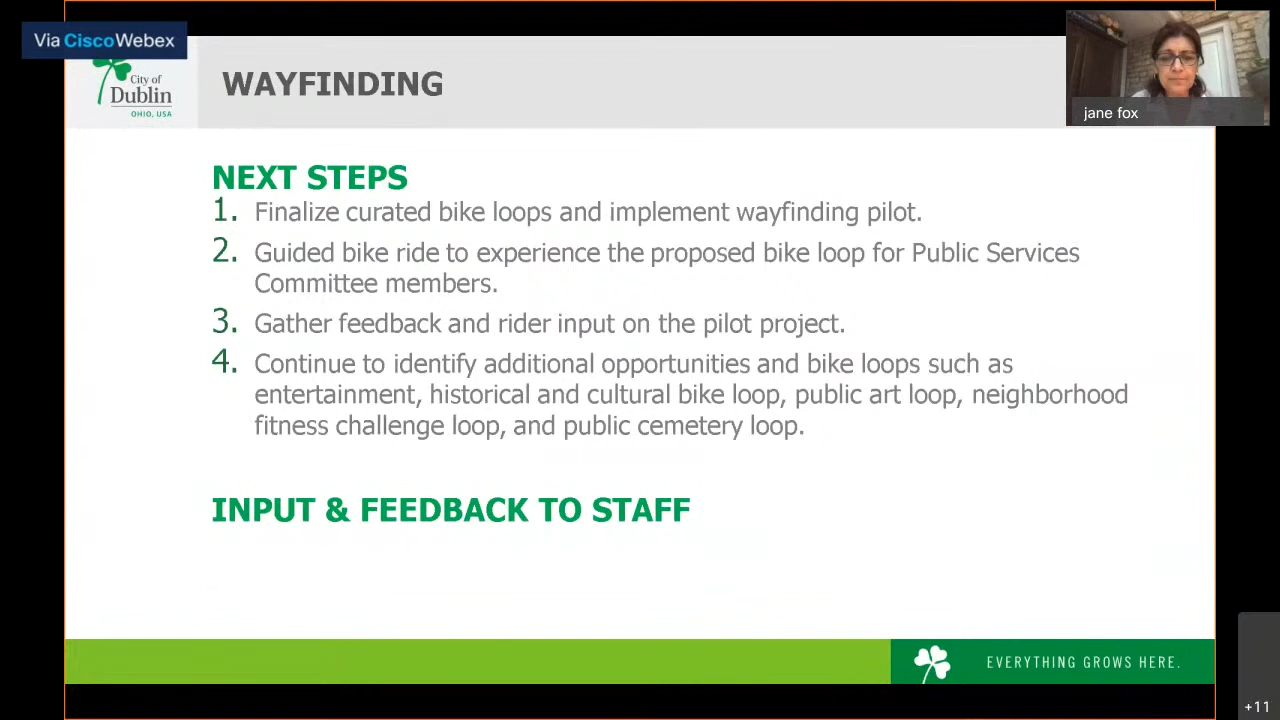 Via CiscoWebex
City of
Dublin
OHIO, USA
WAYFINDING
jane fox
NEXT STEPS
1. Finalize curated bike loops and implement wayfinding pilot.
2. Guided bike ride to experience the proposed bike loop for Public Services
Committee members.
3. Gather feedback and rider input on the pilot project.
4. Continue to identify additional opportunities and bike loops such as
entertainment, historical and cultural bike loop, public art loop, neighborhood
fitness challenge loop, and public cemetery loop.
INPUT & FEEDBACK TO STAFF
EVERYTHING GROWS HERE.
+11